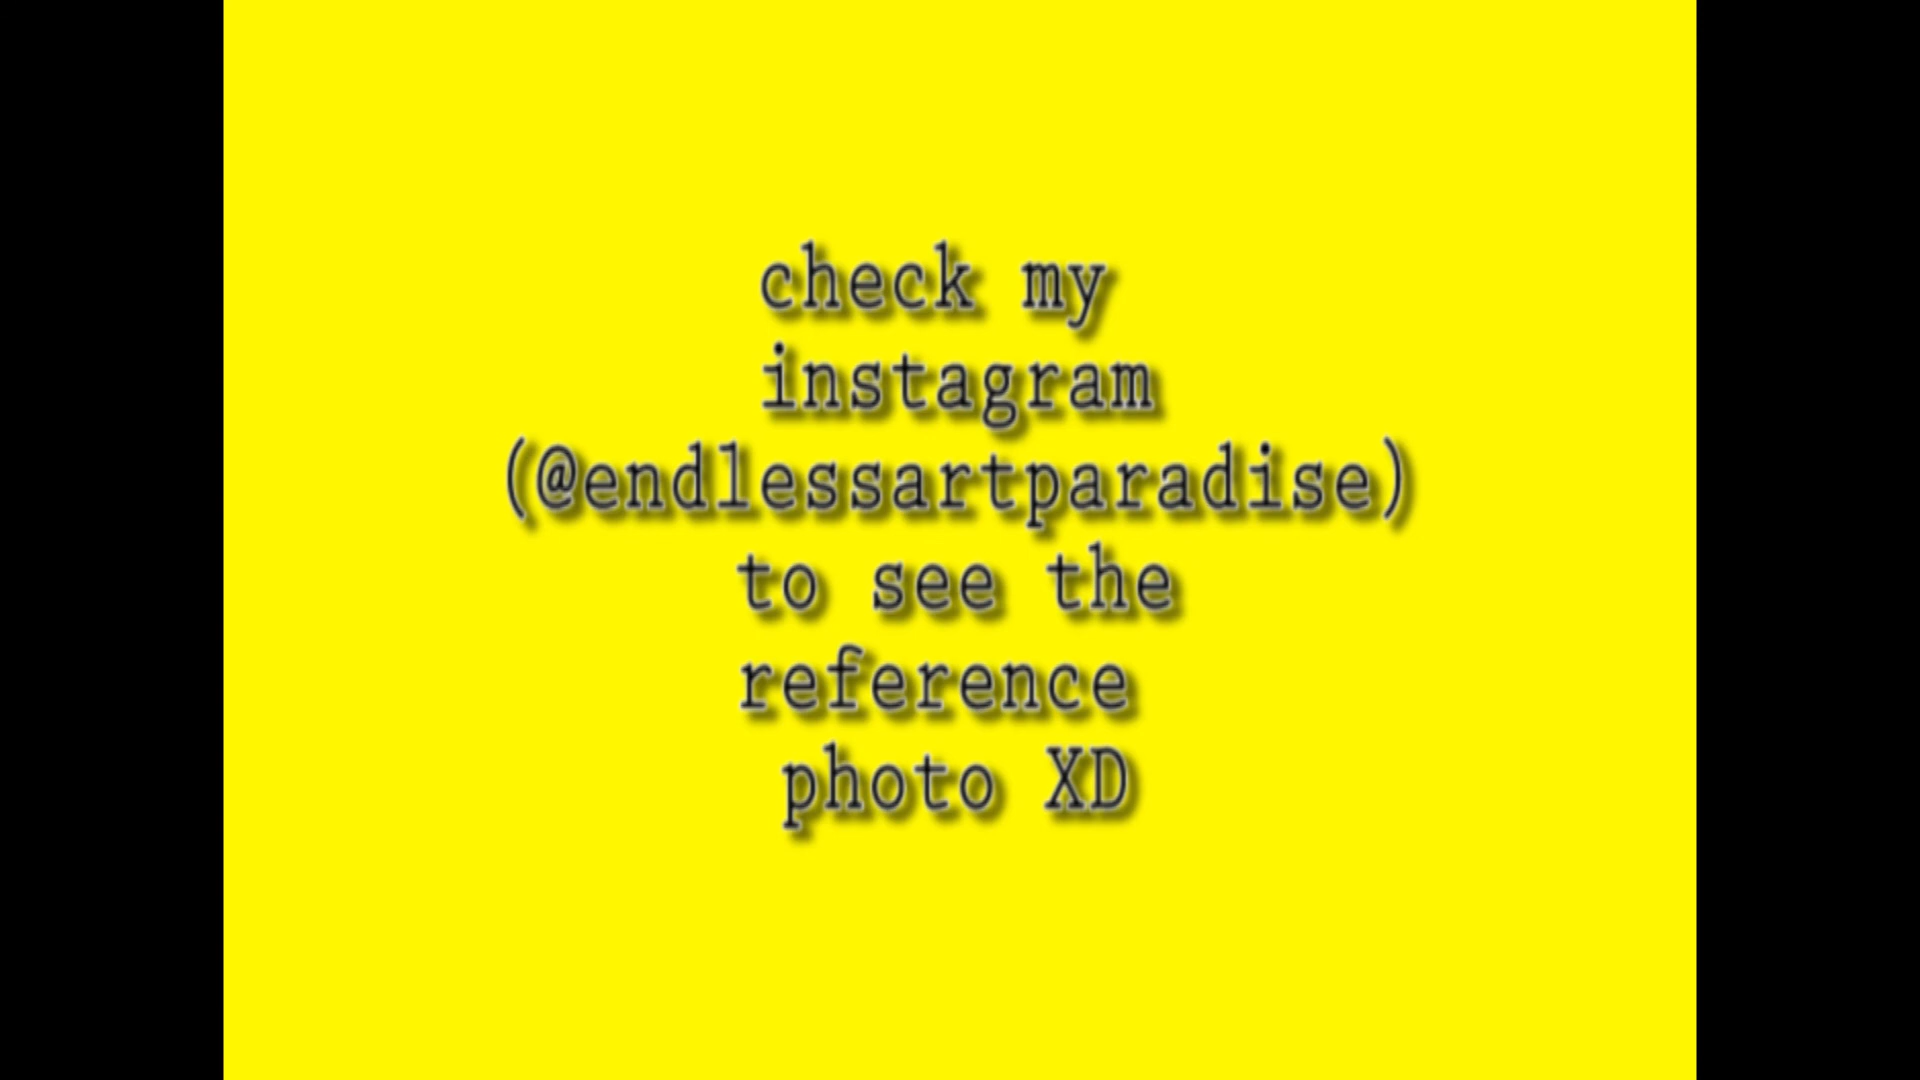 check my
instagram
(@endlessartparadise)
to see the
reference
photo XD